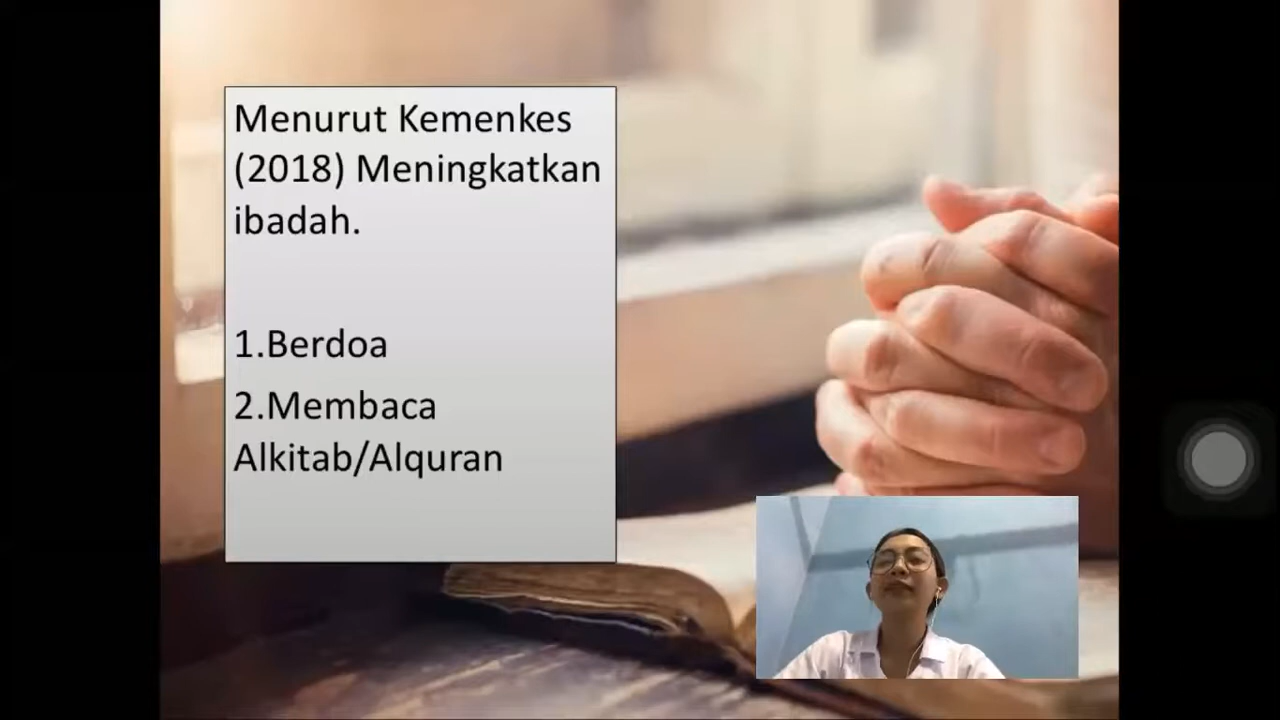 Menurut Kemenkes
(2018) Meningkatkan
ibadah.
1.Berdoa
2.Membaca
Alkitab/Alquran